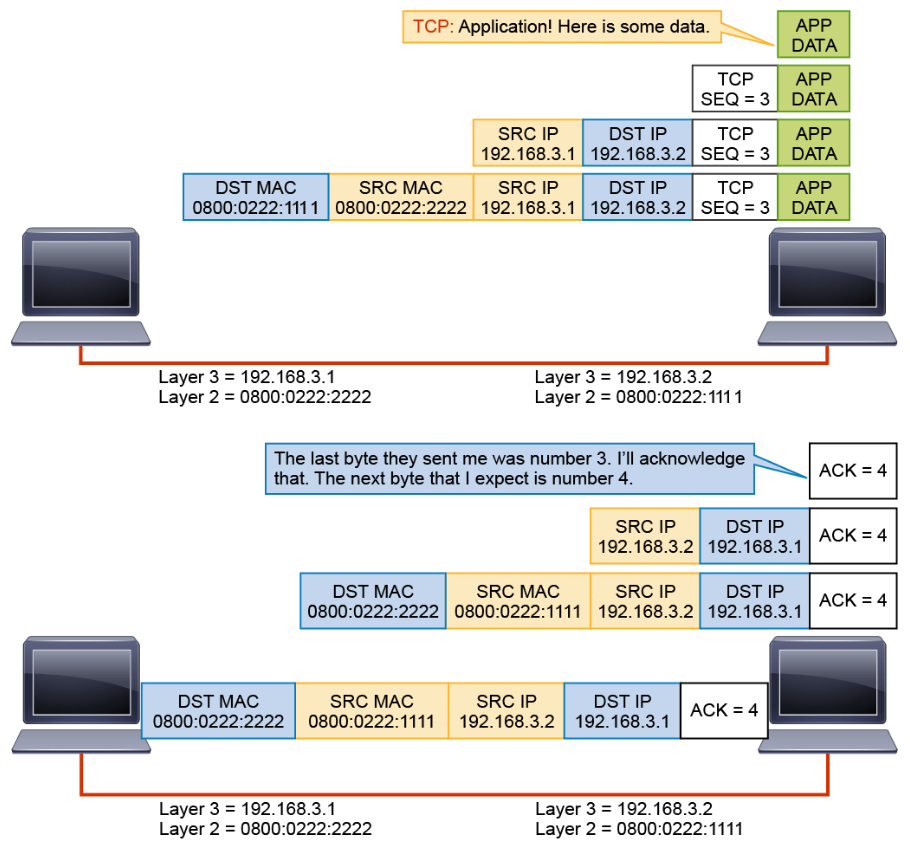 TCP: Application! Here is some data.
APP
DATA
TCP
SEQ = 3
APP
DATA
SRC IP
192.168.3.1
DST IP
192.168.3.2
TCP
SEQ = 3
APP
DATA
DST MAC
0800:0222:1111
SRC MAC
0800:0222:2222
SRC IP
192.168.3.1
DST IP
192.168.3.2
TCP
SEQ = 3
APP
DATA
Layer 3 = 192.168.3.1
Layer 2 = 0800:0222:2222
Layer 3 = 192.168.3.2
Layer 2 = 0800:0222:1111
The last byte they sent me was number 3. I’ll acknowledge
that. The next byte that I expect is number 4.
ACK = 4
SRC IP
192.168.3.2
DST IP
192.168.3.1
ACK = 4
DST MAC
0800:0222:2222
SRC MAC
0800:0222:1111
SRC IP
192.168.3.2
DST IP
192.168.3.1
ACK = 4
DST MAC
0800:0222:2222
SRC MAC
0800:0222:1111
SRC IP
192.168.3.2
DST IP
192.168.3.1
ACK = 4
Layer 3 = 192.168.3.1
Layer 2 = 0800:0222:2222
Layer 3 = 192.168.3.2
Layer 2 = 0800:0222:1111